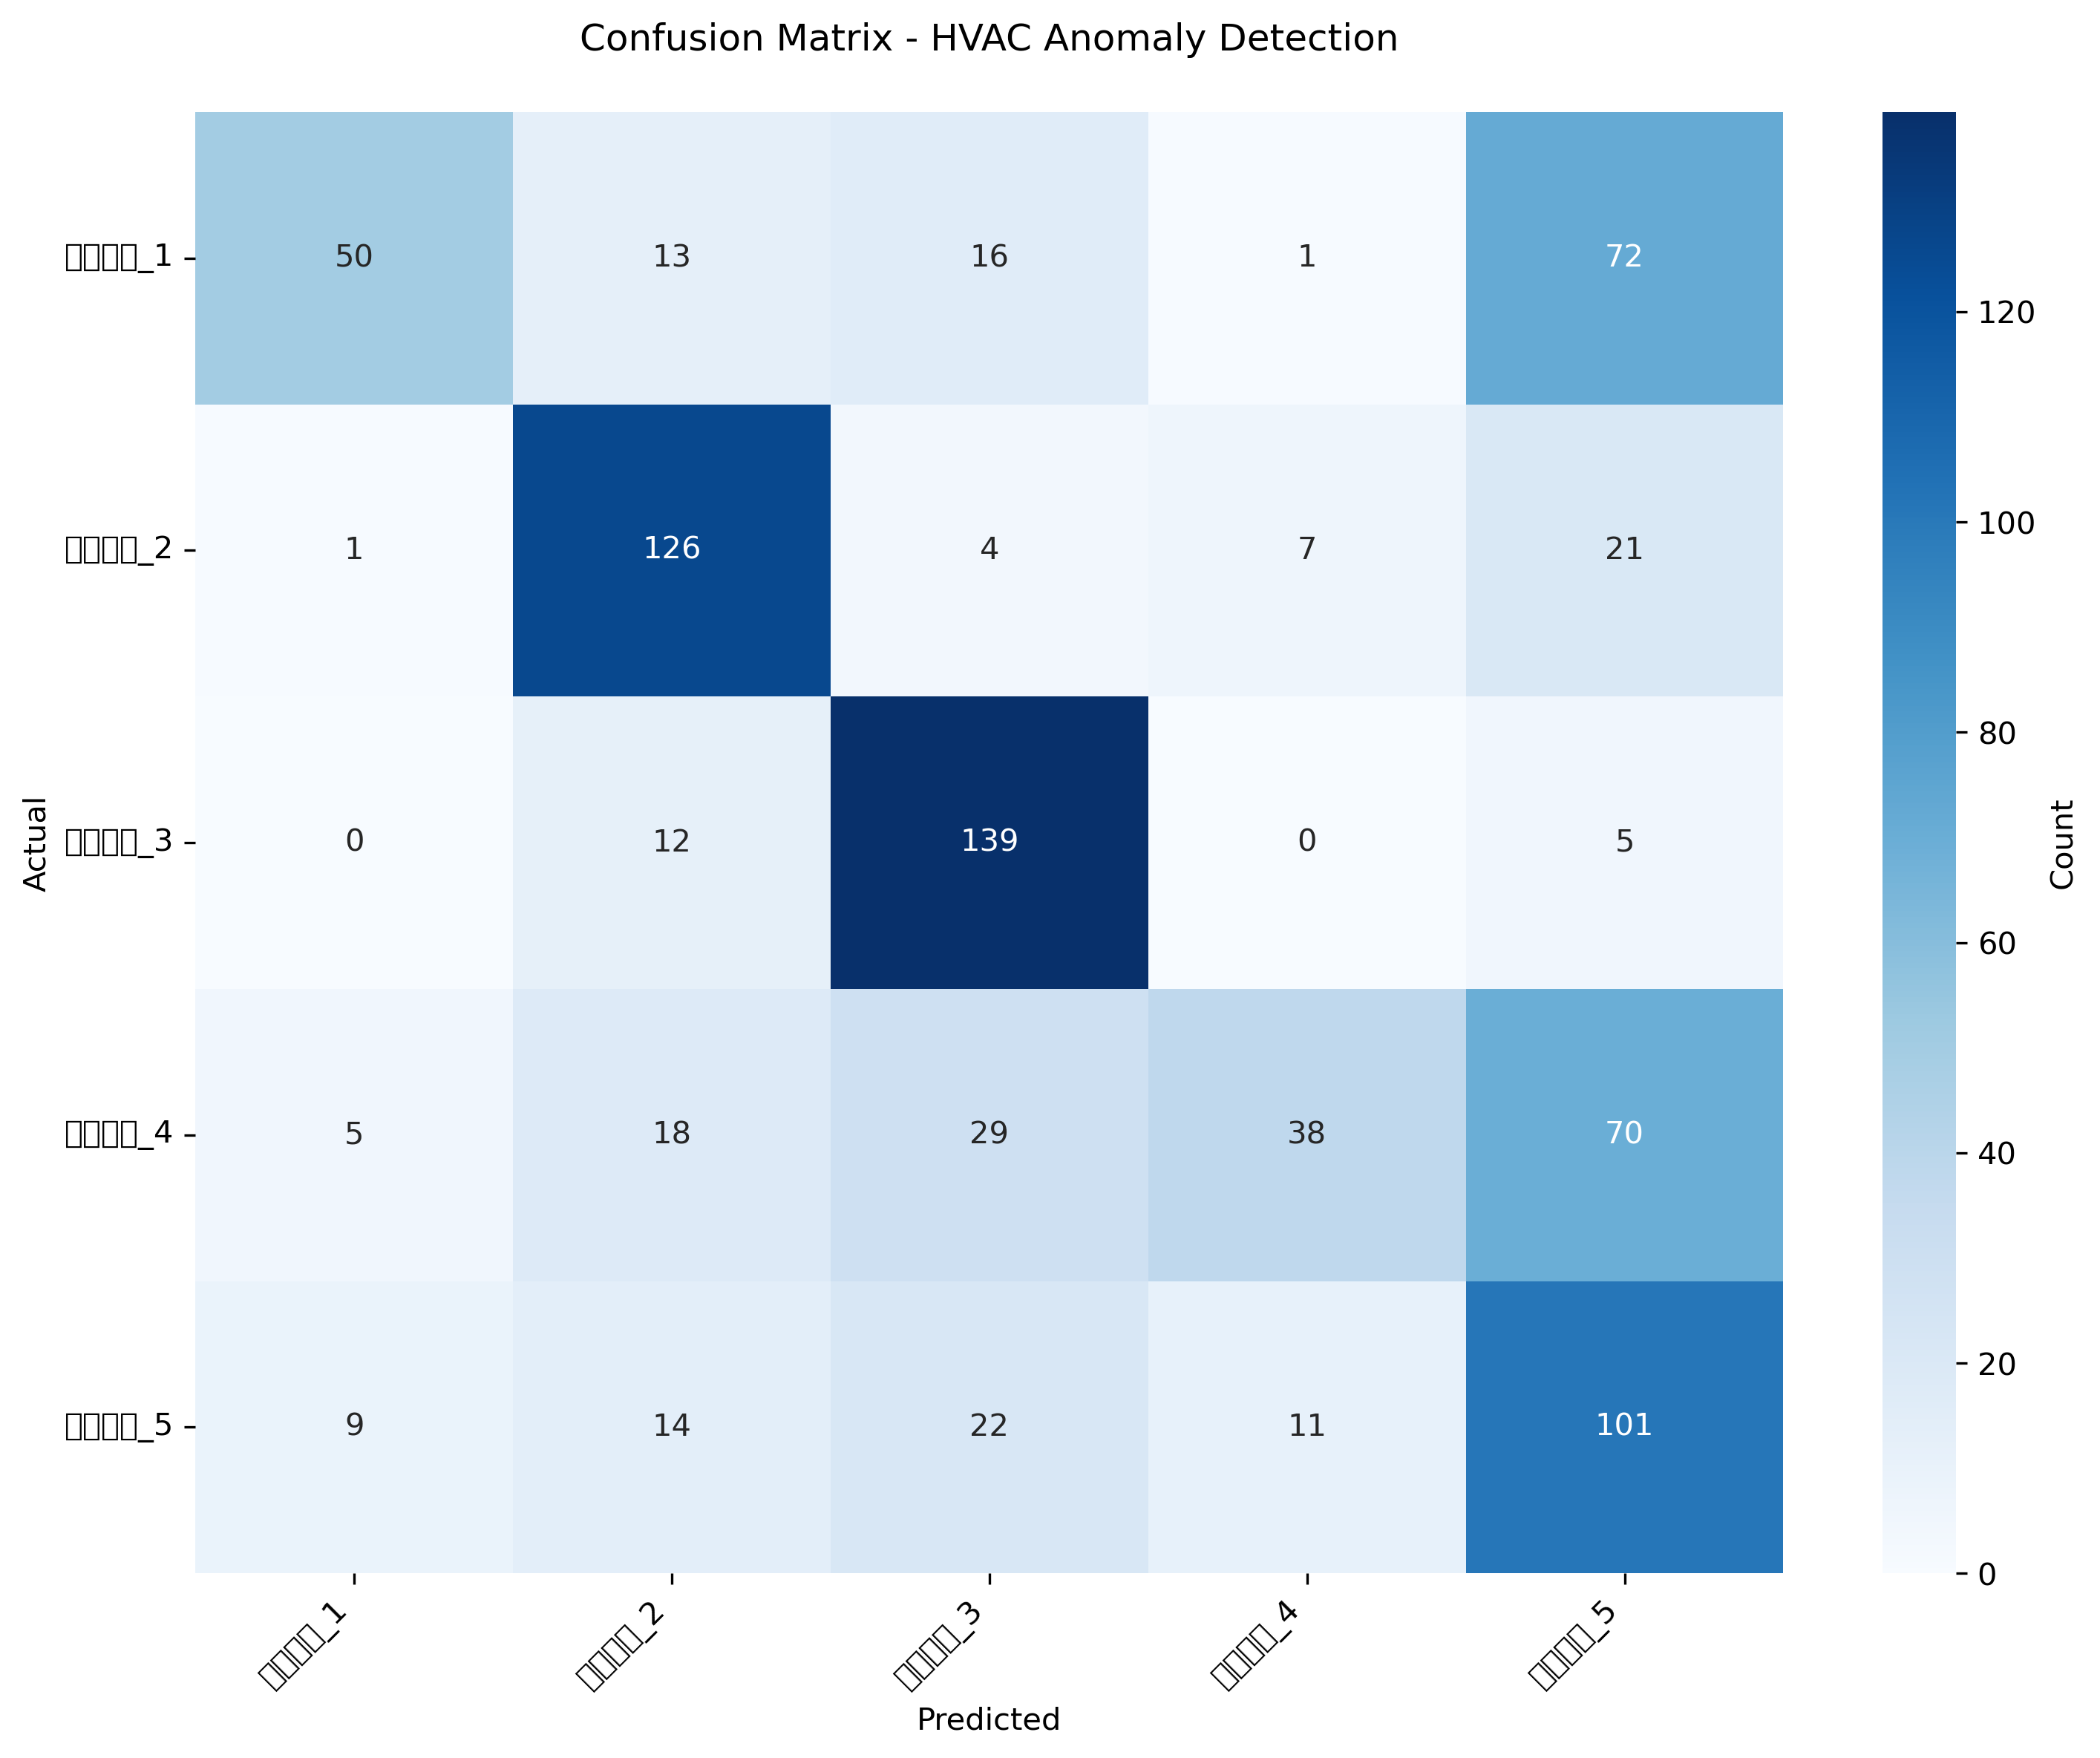 Confusion Matrix - HVAC Anomaly Detection
Actual
_1 50 13 16 1 72
_2 1 126 4 7 21
_3 0 12 139 0 5
_4 5 18 29 38 70
_5 9 14 22 11 101
_1 _2 _3 _4 _5
Predicted
120
100
80
60
40
20
0
Count